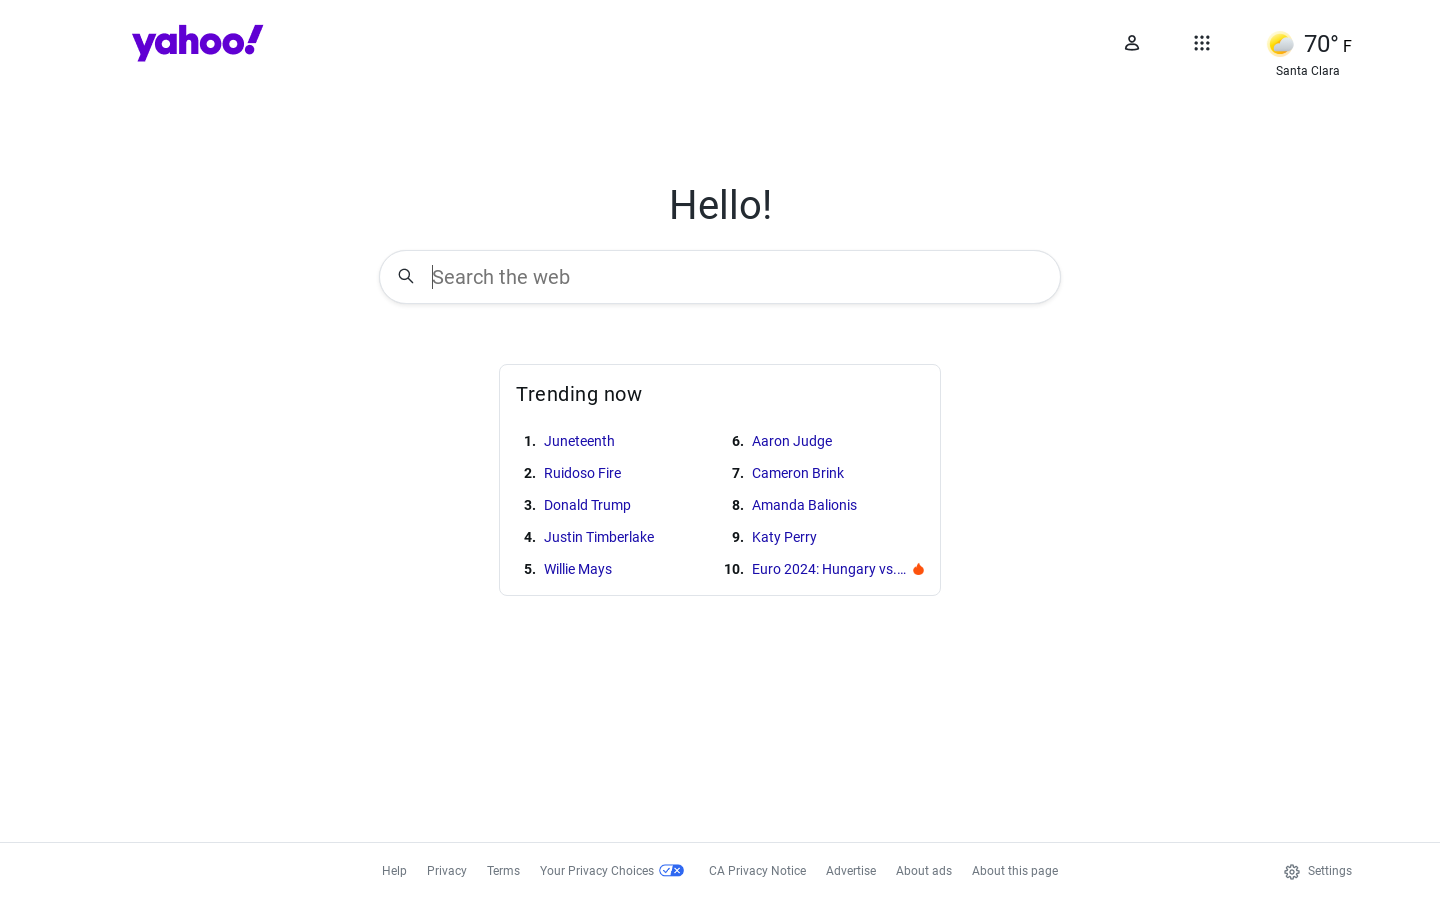 yahoo!
70° F
Santa Clara
Hello!
Search the web
Trending now
1. Juneteenth
2. Ruidoso Fire
3. Donald Trump
4. Justin Timberlake
5. Willie Mays
6. Aaron Judge
7. Cameron Brink
8. Amanda Balionis
9. Katy Perry
10. Euro 2024: Hungary vs....
Help Privacy Terms Your Privacy Choices CA Privacy Notice Advertise About ads About this page Settings